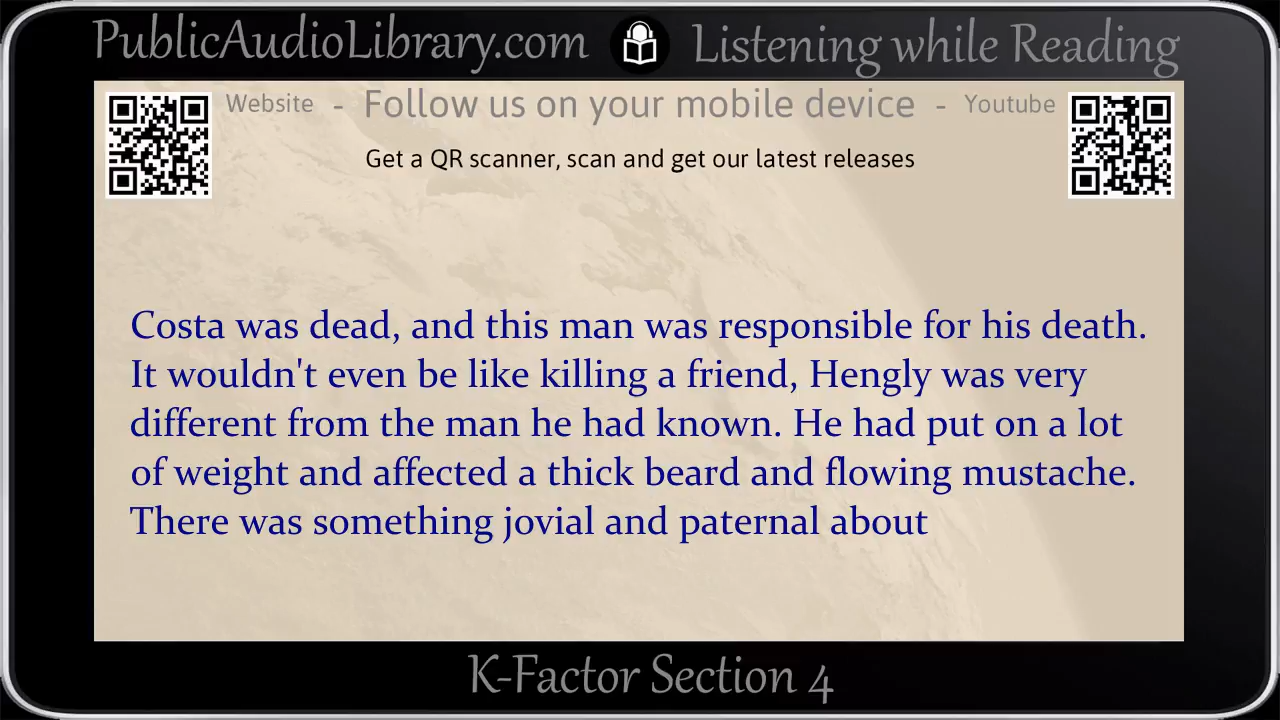 PublicAudioLibrary.com Listening while Reading
Website - Follow us on your mobile device - Youtube
Get a QR scanner, scan and get our latest releases
Costa was dead, and this man was responsible for his death.
It wouldn't even be like killing a friend, Hengly was very
different from the man he had known. He had put on a lot
of weight and affected a thick beard and flowing mustache.
There was something jovial and paternal about
K-Factor Section 4